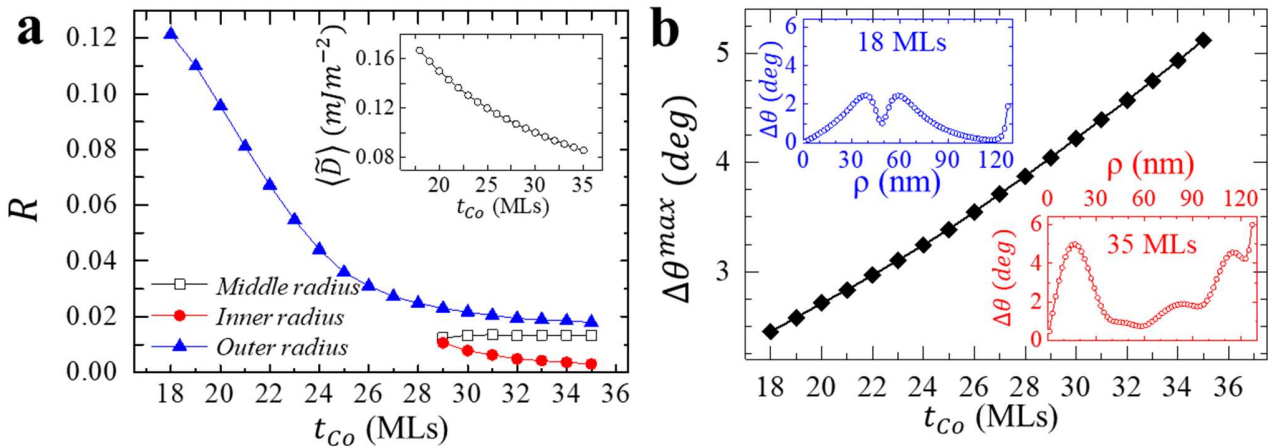 a
R
0.12
0.10
0.08
0.06
0.04
0.02
0.00
Middle radius
Inner radius
Outer radius
18 20 22 24 26 28 30 32 34 36
t_Co (MLs)
⟨D̃⟩ (mJm⁻²)
0.16
0.12
0.08
20 25 30 35
t_Co (MLs)
b
Δθ^max (deg)
5
4
3
2
18 20 22 24 26 28 30 32 34 36
t_Co (MLs)
18 MLs
Δθ (deg)
6
4
2
0
0 30 60 90 120
ρ (nm)
ρ (nm)
0 30 60 90 120
35 MLs
Δθ (deg)
6
4
2
0